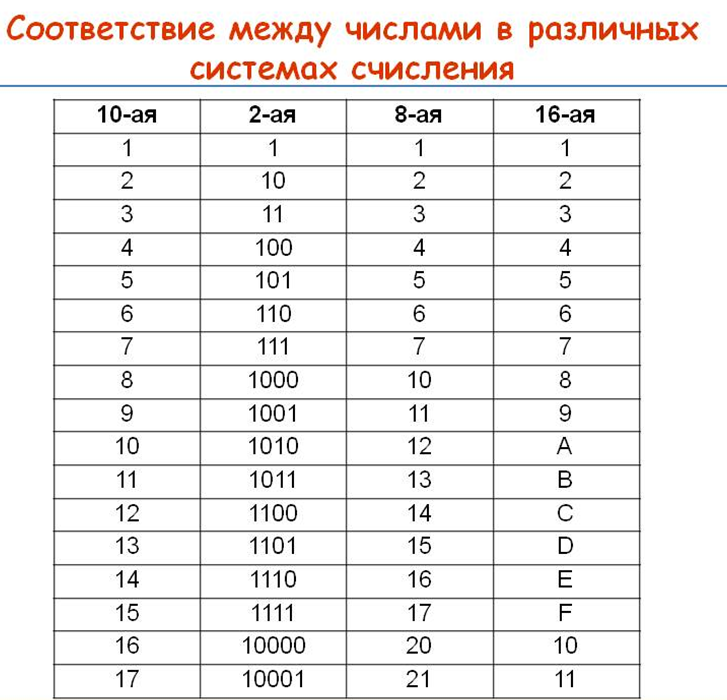 Соответствие между числами в различных
системах счисления
10-ая 2-ая 8-ая 16-ая
1 1 1 1
2 10 2 2
3 11 3 3
4 100 4 4
5 101 5 5
6 110 6 6
7 111 7 7
8 1000 10 8
9 1001 11 9
10 1010 12 A
11 1011 13 B
12 1100 14 C
13 1101 15 D
14 1110 16 E
15 1111 17 F
16 10000 20 10
17 10001 21 11